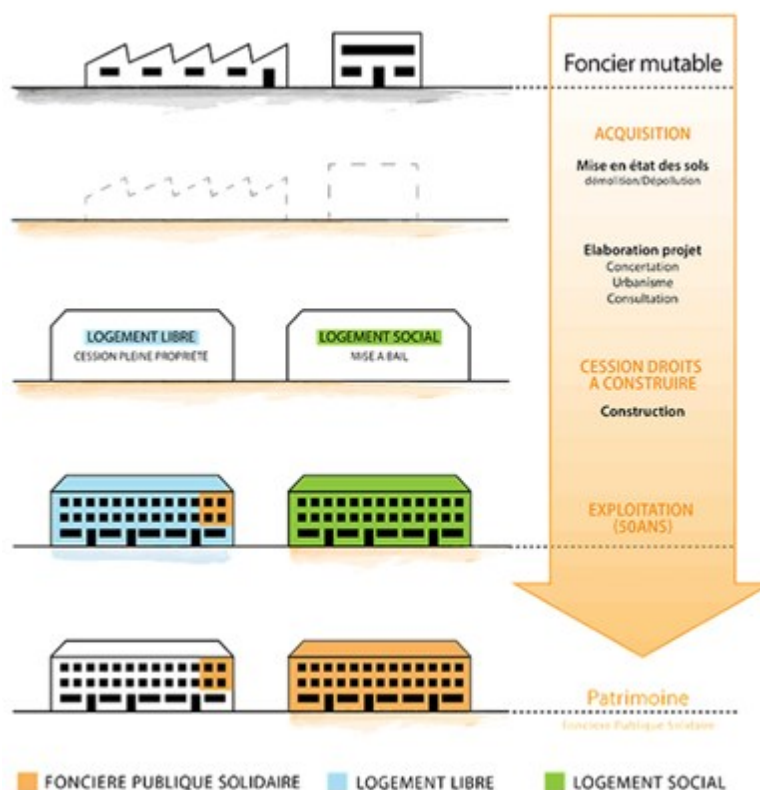 Foncier mutable
ACQUISITION
Mise en état des sols
démolition/Dépollution
Elaboration projet
Concertation
Urbanisme
Consultation
LOGEMENT LIBRE
CESSION PLEINE PROPRIÉTÉ
LOGEMENT SOCIAL
MISE A BAIL
CESSION DROITS
A CONSTRUIRE
Construction
EXPLOITATION
(50ANS)
Patrimoine
Foncière Publique Solidaire
FONCIERE PUBLIQUE SOLIDAIRE
LOGEMENT LIBRE
LOGEMENT SOCIAL